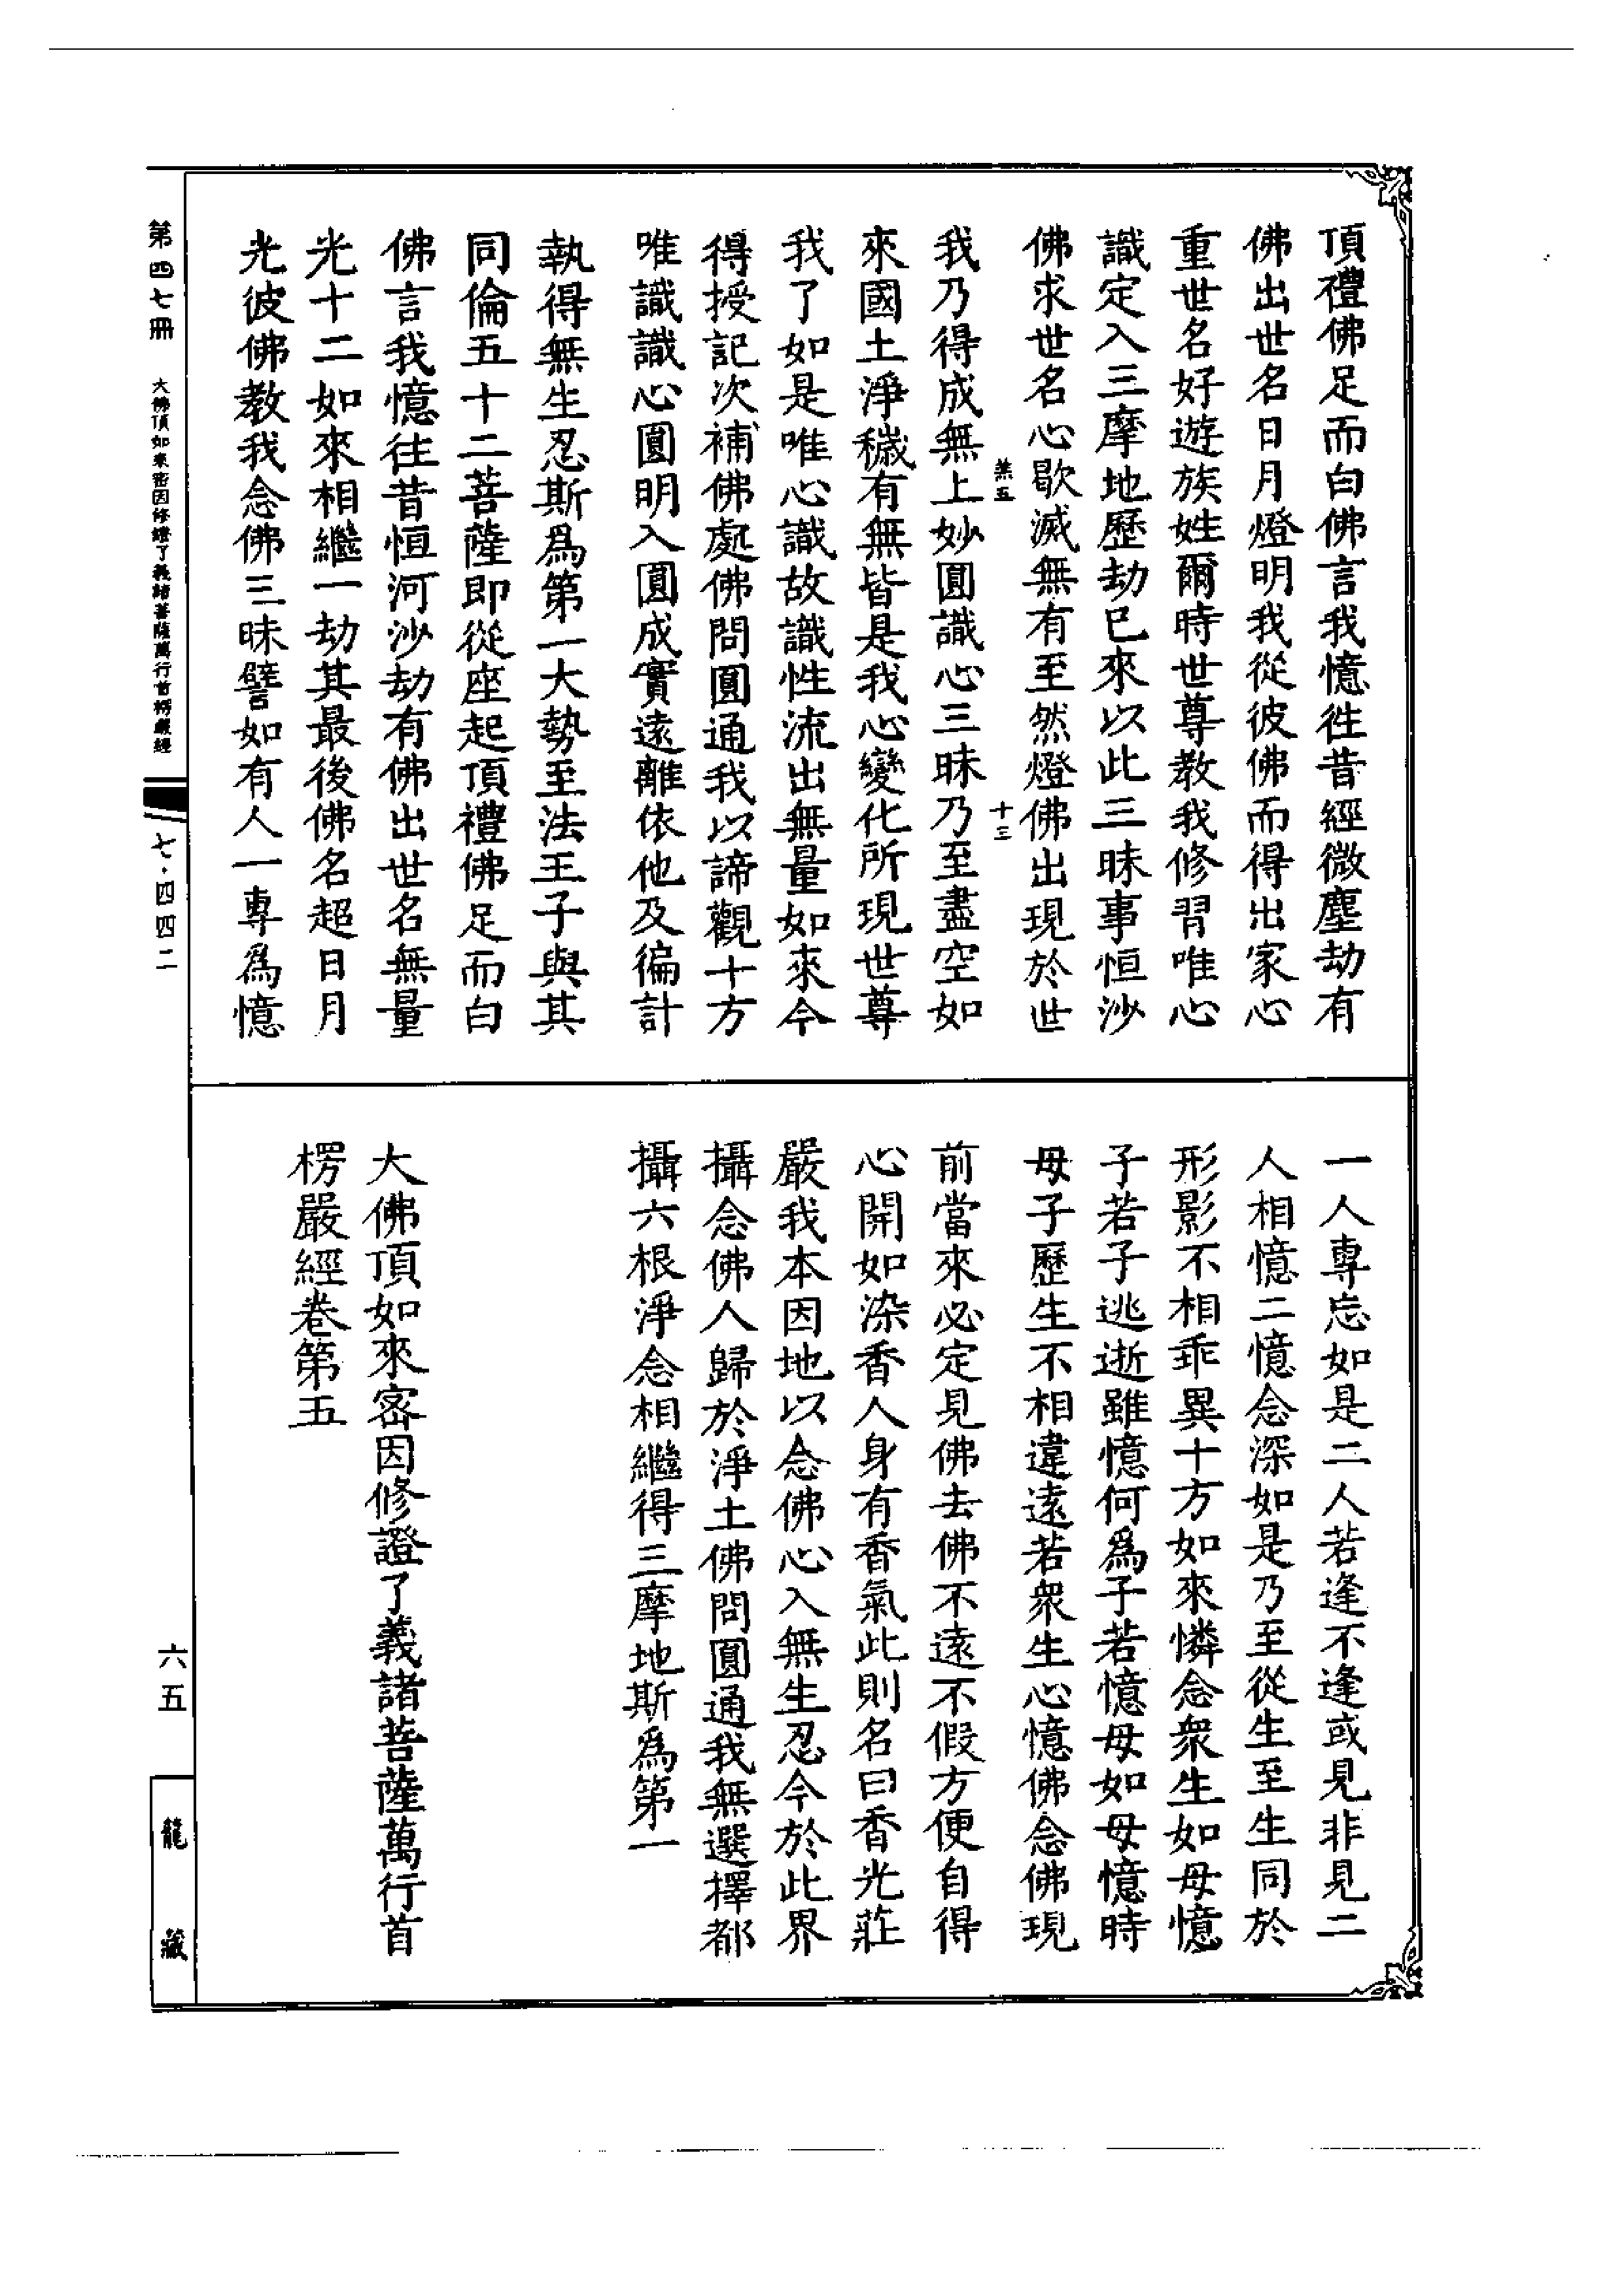 頂禮佛足而白佛言我憶徃昔經微塵劫有
佛出世名日月燈明我從彼佛而得出家心
重世名好遊族姓爾時世尊教我修習唯心
識定入三摩地歷劫已來以此三昧事恒沙
佛求世名心歇滅無有至然燈佛出現於世
十三
我乃得成無上妙圓識心三昧乃至盡空如
來國土淨穢有無皆是我心變化所現世尊
我了如是唯心識故識性流出無量如來今
得授記次補佛處佛問圓通我以諦觀十方
唯識識心圓明入圓成實遠離依他及徧計
執得無生忍斯爲第一大勢至法王子與其
同倫五十二菩薩即從座起頂禮佛足而白
佛言我憶往昔恒河沙劫有佛出世名無量
光十二如來相繼一劫其最後佛名超日月
光彼佛教我念佛三昧譬如有人一專爲憶
一人專忘如是二人若逢不逢或見非見二
人相憶二憶念深如是乃至從生至生同於
形影不相乖異十方如來憐念衆生如母憶
子若子逃逝雖憶何爲子若憶母如母憶時
母子歷生不相違遠若衆生心憶佛念佛現
前當來必定見佛去佛不遠不假方便自得
心開如染香人身有香氣此則名曰香光莊
嚴我本因地以念佛心入無生忍今於此界
攝念佛人歸於淨土佛問圓通我無選擇都
攝六根淨念相繼得三摩地斯爲第一
大佛頂如來密因修證了義諸菩薩萬行首
楞嚴經卷第五
第四七冊
大佛頂如來密因修證了義諸菩薩萬行首楞嚴經
七·四四二
六五
龍藏